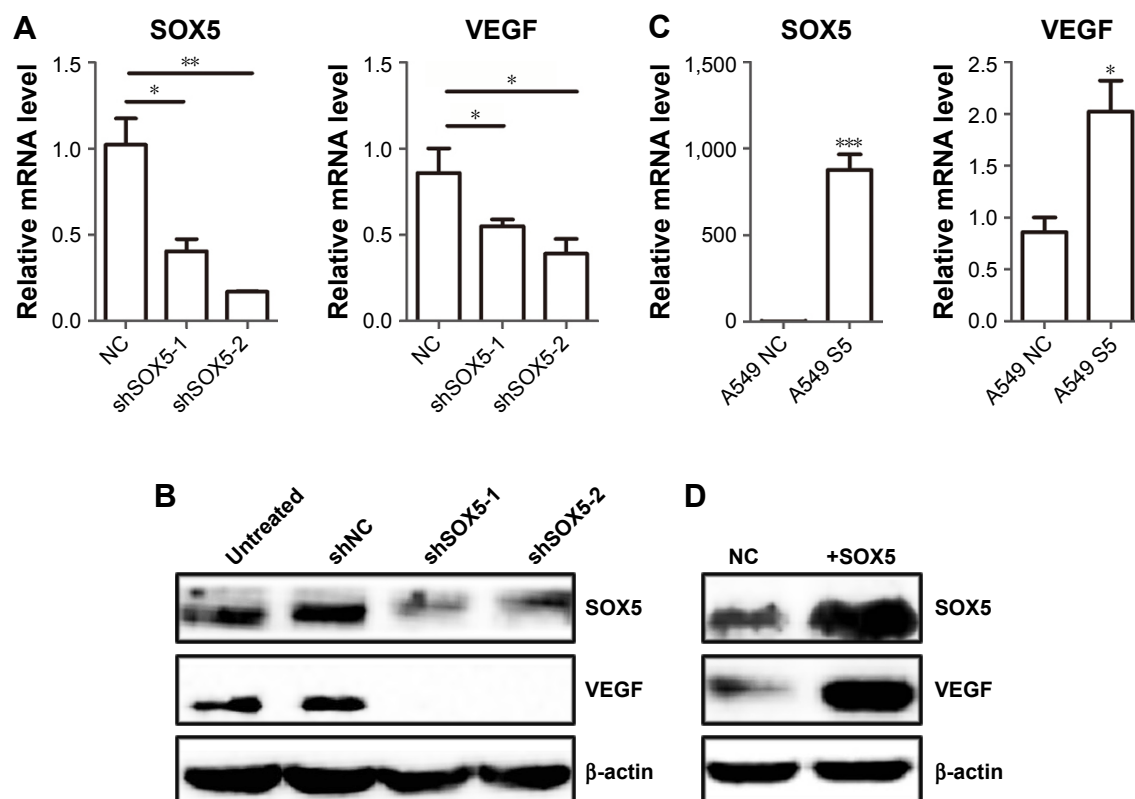 A
SOX5
Relative mRNA level
1.5
1.0
0.5
0.0
**
*
NC
shSOX5-1
shSOX5-2
VEGF
Relative mRNA level
1.5
1.0
0.5
0.0
*
*
NC
shSOX5-1
shSOX5-2
C
SOX5
Relative mRNA level
1,500
1,000
500
0
***
A549 NC
A549 S5
VEGF
Relative mRNA level
2.5
2.0
1.5
1.0
0.5
0.0
*
A549 NC
A549 S5
B
Untreated
shNC
shSOX5-1
shSOX5-2
SOX5
VEGF
β-actin
D
NC
+SOX5
SOX5
VEGF
β-actin